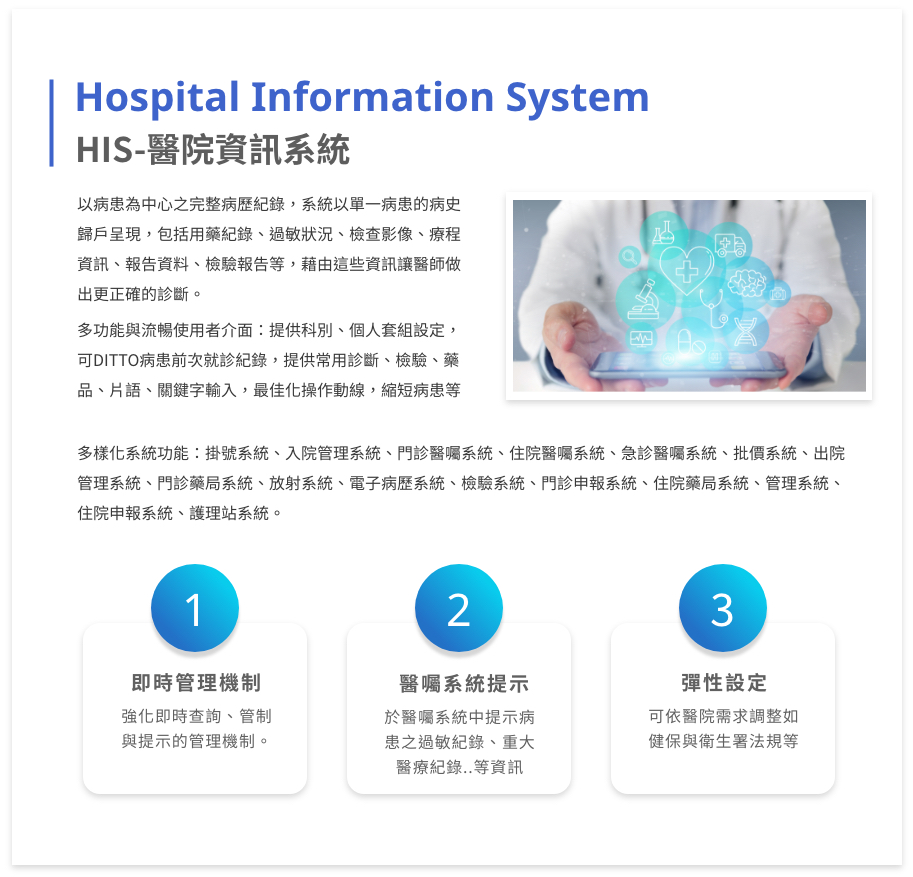 Hospital Information System
HIS-醫院資訊系統
以病患為中心之完整病歷紀錄，系統以單一病患的病史
歸戶呈現，包括用藥紀錄、過敏狀況、檢查影像、療程
資訊、報告資料、檢驗報告等，藉由這些資訊讓醫師做
出更正確的診斷。
多功能與流暢使用者介面：提供科別、個人套組設定，
可DITTO病患前次就診紀錄，提供常用診斷、檢驗、藥
品、片語、關鍵字輸入，最佳化操作動線，縮短病患等
多樣化系統功能：掛號系統、入院管理系統、門診醫囑系統、住院醫囑系統、急診醫囑系統、批價系統、出院
管理系統、門診藥局系統、放射系統、電子病歷系統、檢驗系統、門診申報系統、住院藥局系統、管理系統、
住院申報系統、護理站系統。
1
即時管理機制
強化即時查詢、管制
與提示的管理機制。
2
醫囑系統提示
於醫囑系統中提示病
患之過敏紀錄、重大
醫療紀錄..等資訊
3
彈性設定
可依醫院需求調整如
健保與衛生署法規等